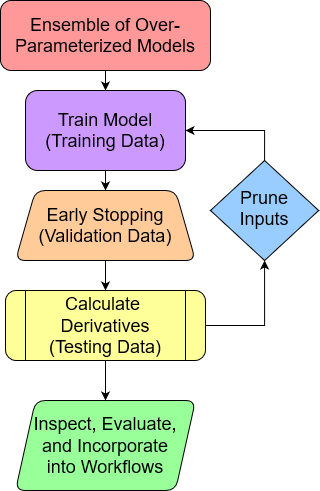 Ensemble of Over-
Parameterized Models
Train Model
(Training Data)
Early Stopping
(Validation Data)
Prune
Inputs
Calculate
Derivatives
(Testing Data)
Inspect, Evaluate,
and Incorporate
into Workflows